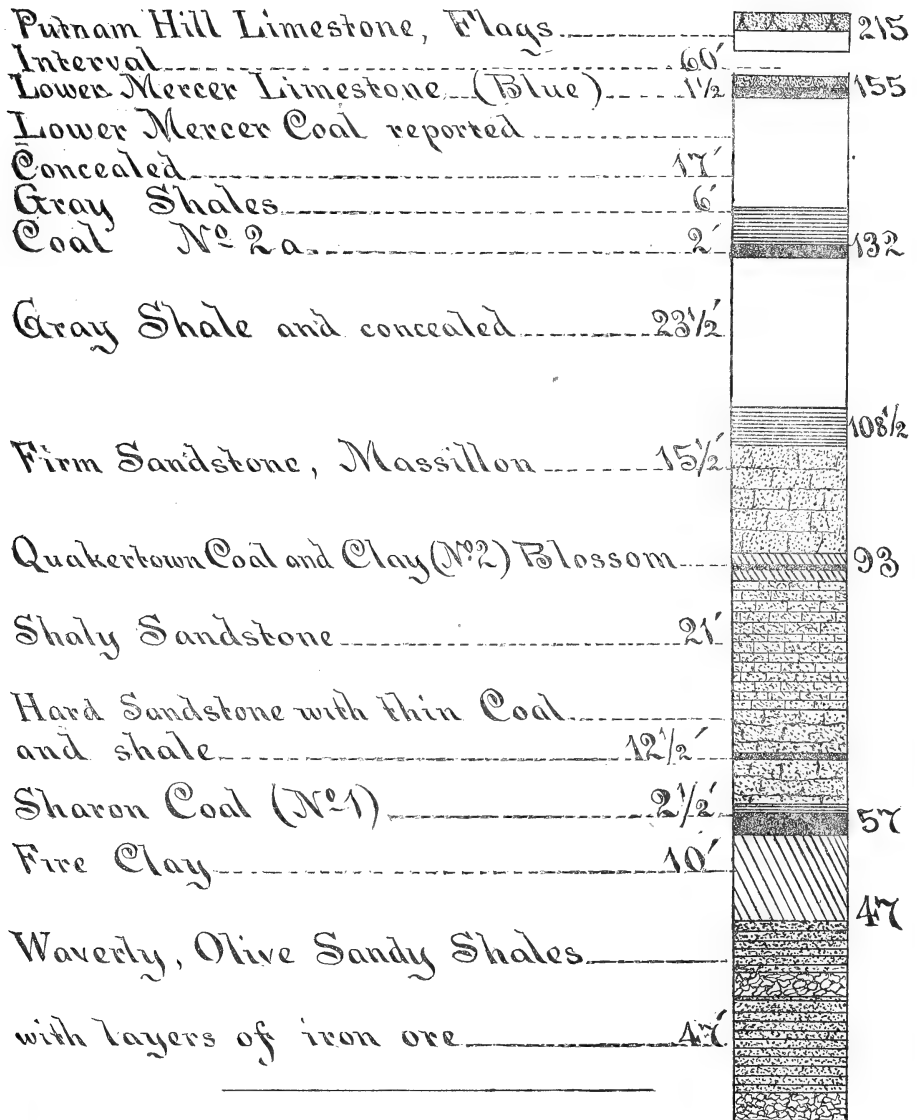 Putnam Hill Limestone, Flags 215
Interval 60′
Lower Mercer Limestone (Blue) 1½ 155
Lower Mercer Coal reported
Concealed 17′
Gray Shales 6′
Coal Nº 2a. 2′ 132
Gray Shale and concealed 23½′
108½
Firm Sandstone, Massillon 15½′
Quakertown Coal and Clay (Nº2) Blossom 93
Shaly Sandstone 21′
Hard Sandstone with thin Coal
and shale 12½′
Sharon Coal (Nº1) 2½′ 57
Fire Clay 10′
47
Waverly, Olive Sandy Shales
with layers of iron ore 47′